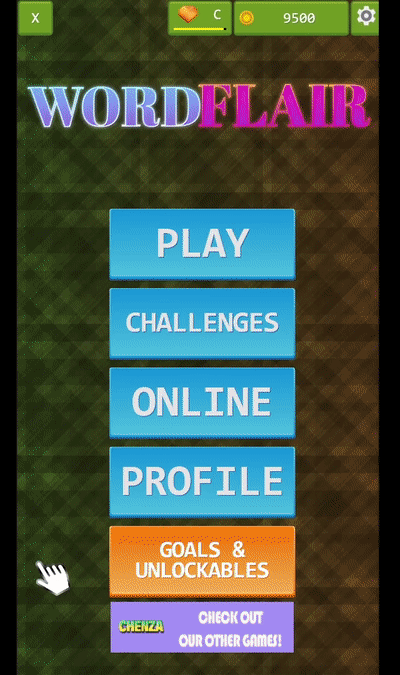 X
C
9500
WORDFLAIR
PLAY
CHALLENGES
ONLINE
PROFILE
GOALS &
UNLOCKABLES
CHENZA
CHECK OUT
OUR OTHER GAMES!